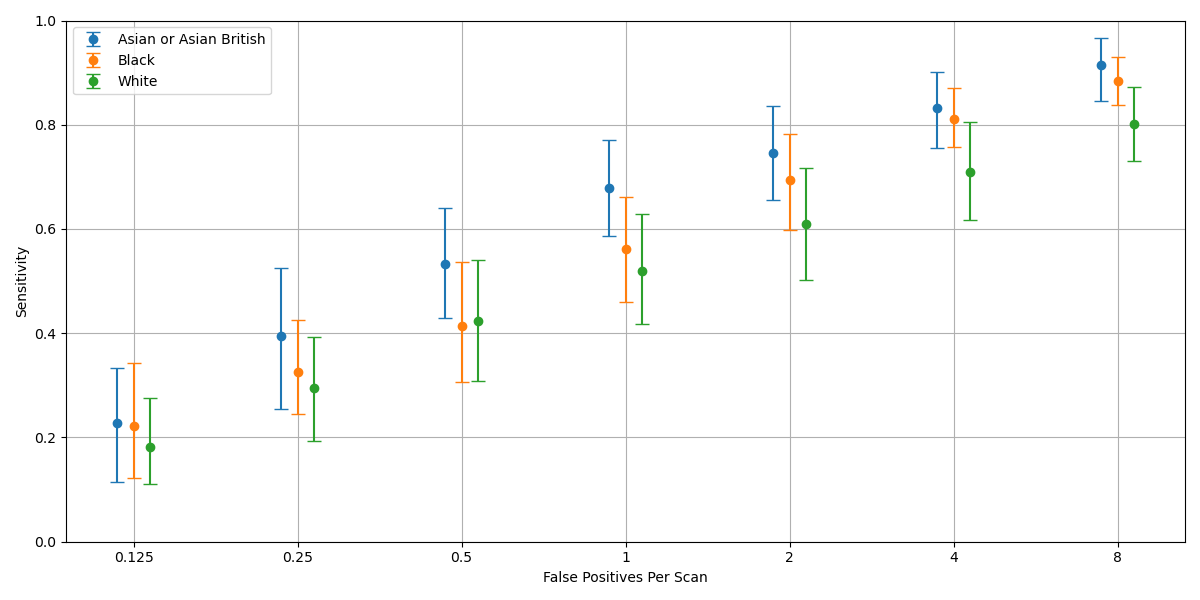 1.0
0.8
0.6
0.4
0.2
0.0
Sensitivity
Asian or Asian British
Black
White
0.125 0.25 0.5 1 2 4 8
False Positives Per Scan